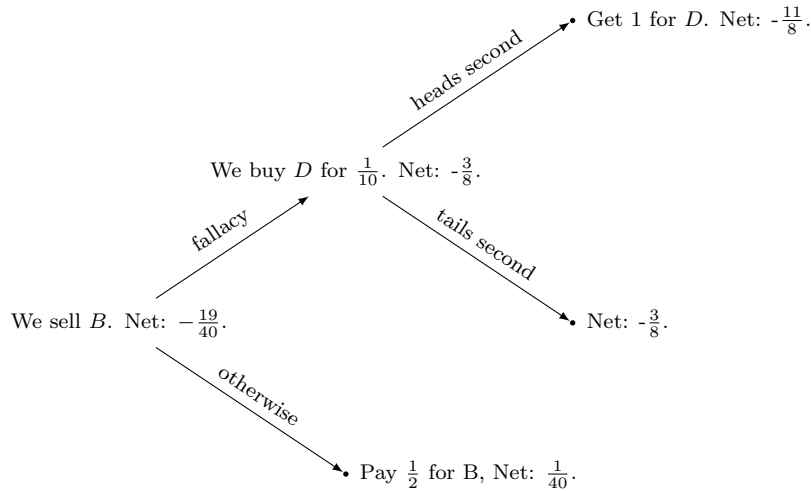 Get 1 for D. Net: -11/8.
heads second
We buy D for 1/10. Net: -3/8.
fallacy
tails second
We sell B. Net: −19/40.
Net: -3/8.
otherwise
Pay 1/2 for B, Net: 1/40.